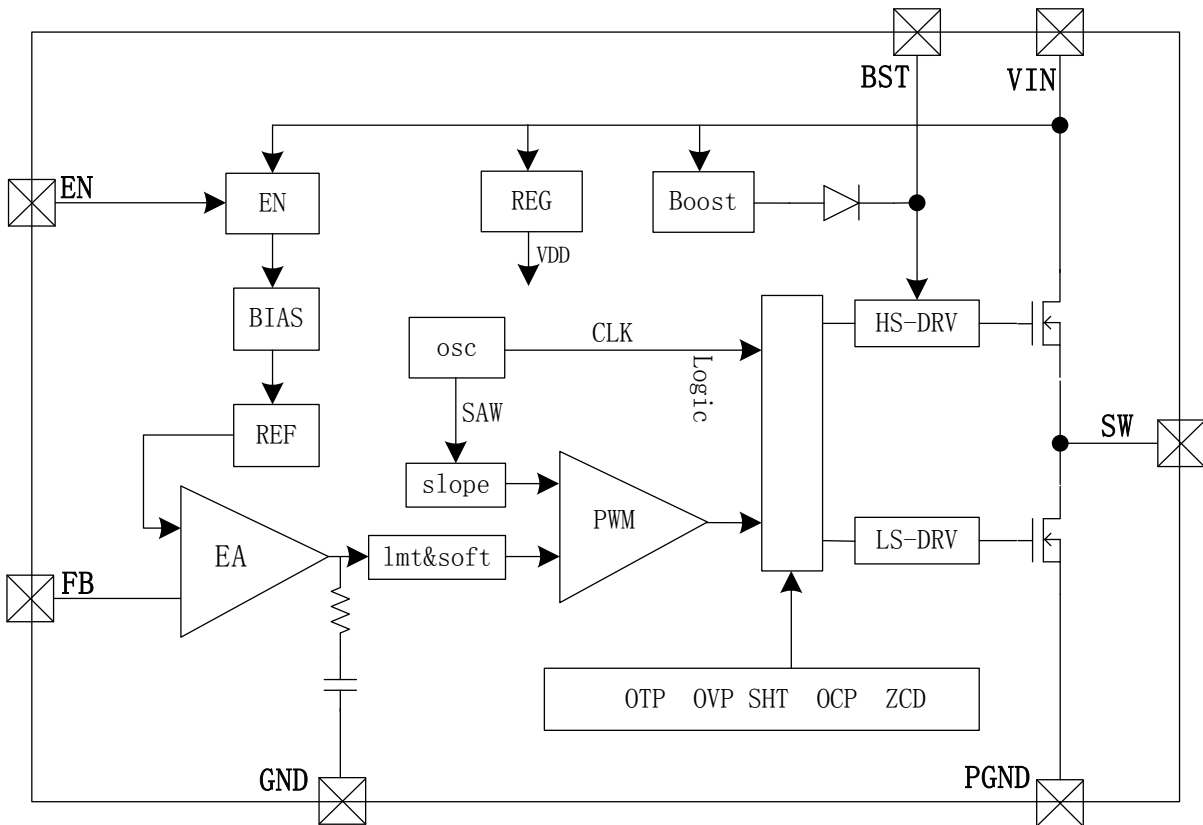 BST
VIN
EN
EN
REG
Boost
VDD
BIAS
osc
CLK
HS-DRV
Logic
SAW
REF
SW
slope
PWM
EA
lmt&soft
LS-DRV
FB
OTP OVP SHT OCP ZCD
GND
PGND